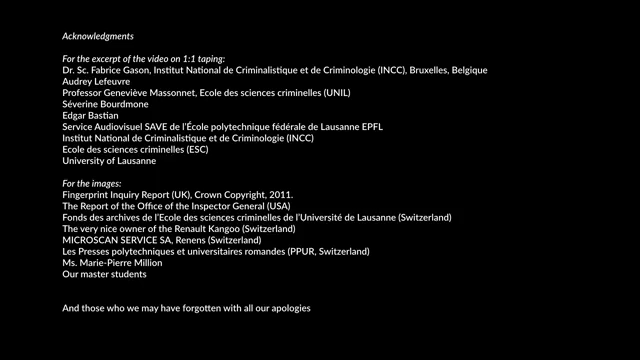 Acknowledgments
For the excerpt of the video on 1:1 taping:
Dr. Sc. Fabrice Gason, Institut National de Criminalistique et de Criminologie (INCC), Bruxelles, Belgique
Audrey Lefeuvre
Professor Geneviève Massonnet, Ecole des sciences criminelles (UNIL)
Séverine Bourdmone
Edgar Bastian
Service Audiovisuel SAVE de l'École polytechnique fédérale de Lausanne EPFL
Institut National de Criminalistique et de Criminologie (INCC)
Ecole des sciences criminelles (ESC)
University of Lausanne
For the images:
Fingerprint Inquiry Report (UK), Crown Copyright, 2011.
The Report of the Office of the Inspector General (USA)
Fonds des archives de l'Ecole des sciences criminelles de l'Université de Lausanne (Switzerland)
The very nice owner of the Renault Kangoo (Switzerland)
MICROSCAN SERVICE SA, Renens (Switzerland)
Les Presses polytechniques et universitaires romandes (PPUR, Switzerland)
Ms. Marie-Pierre Million
Our master students
And those who we may have forgotten with all our apologies